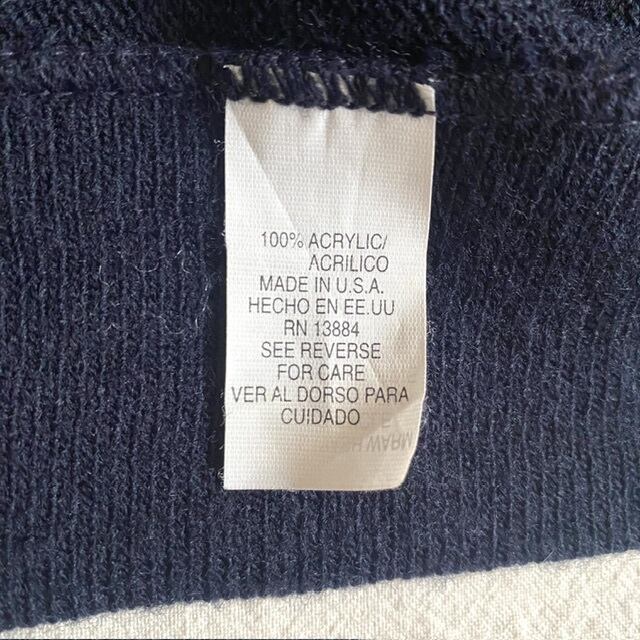 100% ACRYLIC/
ACRILICO
MADE IN U.S.A.
HECHO EN EE.UU
RN 13884
SEE REVERSE
FOR CARE
VER AL DORSO PARA
CUIDADO